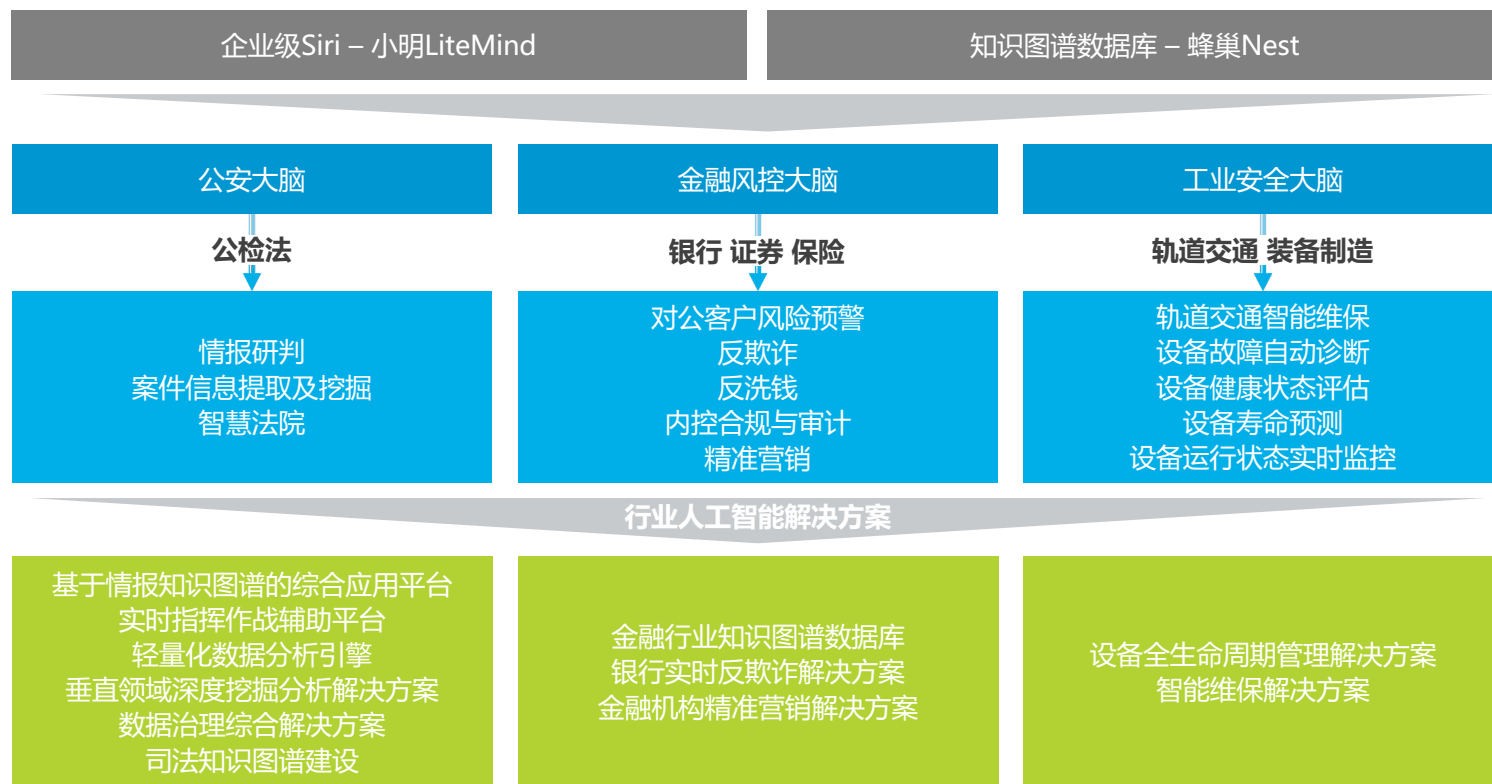 企业级Siri – 小明LiteMind
知识图谱数据库 – 蜂巢Nest
公安大脑
金融风控大脑
工业安全大脑
公检法
银行 证券 保险
轨道交通 装备制造
情报研判
案件信息提取及挖掘
智慧法院
对公客户风险预警
反欺诈
反洗钱
内控合规与审计
精准营销
轨道交通智能维保
设备故障自动诊断
设备健康状态评估
设备寿命预测
设备运行状态实时监控
行业人工智能解决方案
基于情报知识图谱的综合应用平台
实时指挥作战辅助平台
轻量化数据分析引擎
垂直领域深度挖掘分析解决方案
数据治理综合解决方案
司法知识图谱建设
金融行业知识图谱数据库
银行实时反欺诈解决方案
金融机构精准营销解决方案
设备全生命周期管理解决方案
智能维保解决方案